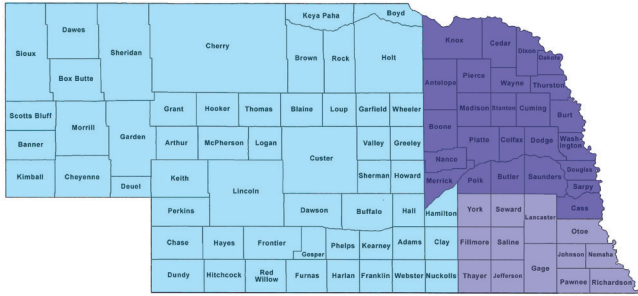 Keya Paha
Boyd
Sioux
Dawes
Sheridan
Cherry
Brown
Rock
Holt
Knox
Cedar
Dixon
Dakota
Box Butte
Antelope
Pierce
Wayne
Thurston
Scotts Bluff
Morrill
Garden
Grant
Hooker
Thomas
Blaine
Loup
Garfield
Wheeler
Boone
Madison
Stanton
Cuming
Burt
Banner
Arthur
McPherson
Logan
Custer
Valley
Greeley
Platte
Colfax
Dodge
Wash-
ington
Nance
Kimball
Cheyenne
Deuel
Keith
Lincoln
Sherman
Howard
Merrick
Polk
Butler
Saunders
Douglas
Sarpy
Perkins
Dawson
Buffalo
Hall
Hamilton
York
Seward
Lancaster
Cass
Chase
Hayes
Frontier
Gosper
Phelps
Kearney
Adams
Clay
Fillmore
Saline
Otoe
Dundy
Hitchcock
Red
Willow
Furnas
Harlan
Franklin
Webster
Nuckolls
Thayer
Jefferson
Gage
Johnson
Nemaha
Pawnee
Richardson